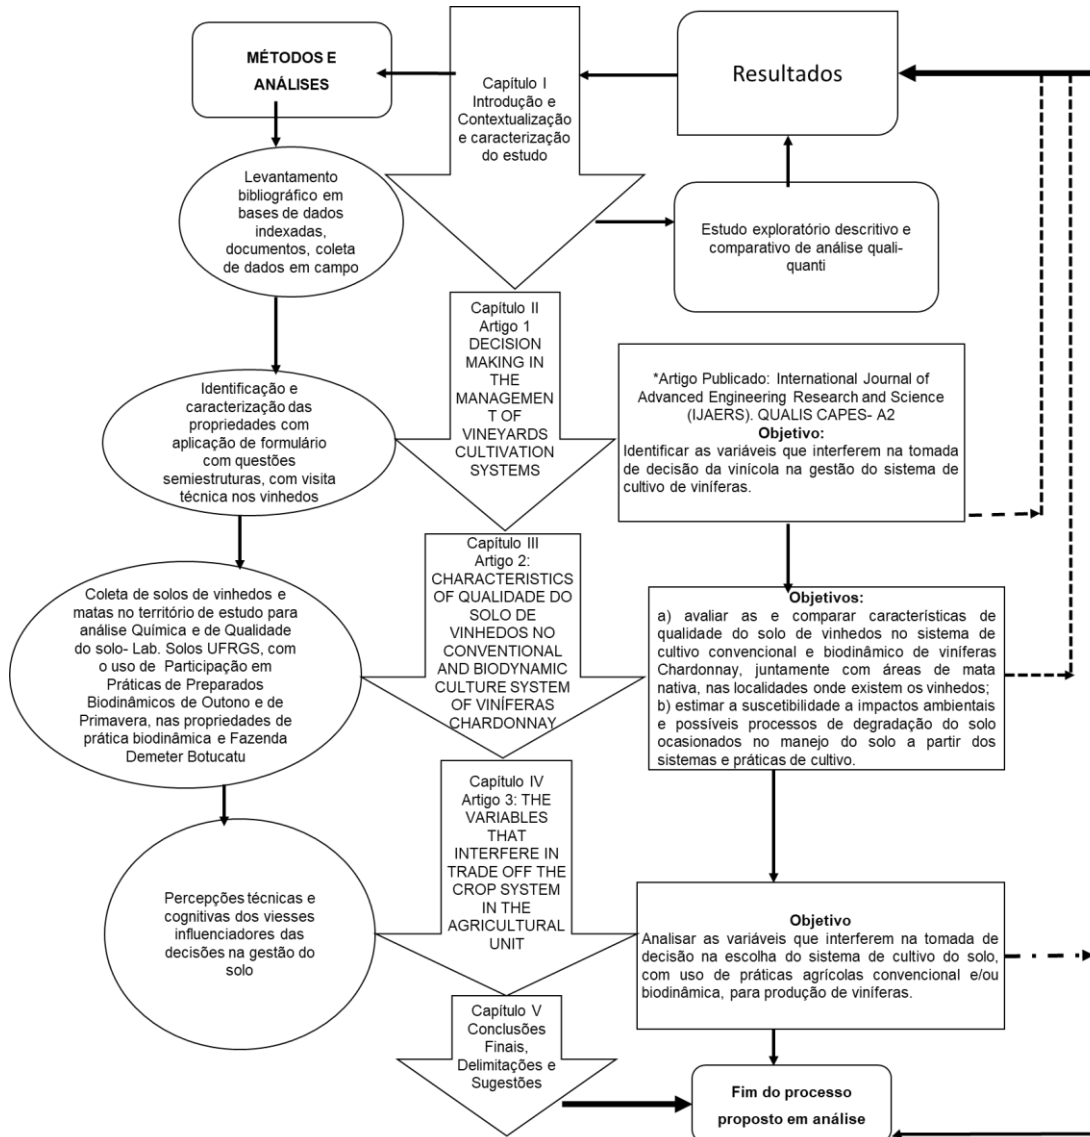 MÉTODOS E
ANÁLISES
Capítulo I
Introdução e
Contextualização
e caracterização
do estudo
Resultados
Levantamento
bibliográfico em
bases de dados
indexadas,
documentos, coleta
de dados em campo
Estudo exploratório descritivo e
comparativo de análise quali-
quanti
Capítulo II
Artigo 1
DECISION
MAKING IN
THE
MANAGEMEN
T OF
VINEYARDS
CULTIVATION
SYSTEMS
*Artigo Publicado: International Journal of
Advanced Engineering Research and Science
(IJAERS). QUALIS CAPES- A2
Objetivo:
Identificar as variáveis que interferem na tomada
de decisão da vinícola na gestão do sistema de
cultivo de viníferas.
Identificação e
caracterização das
propriedades com
aplicação de formulário
com questões
semiestruturas, com visita
técnica nos vinhedos
Capítulo III
Artigo 2:
CHARACTERISTICS
OF QUALIDADE DO
SOLO DE
VINHEDOS NO
CONVENTIONAL
AND BIODYNAMIC
CULTURE SYSTEM
OF VINÍFERAS
CHARDONNAY
Coleta de solos de vinhedos e
matas no território de estudo para
análise Química e de Qualidade
do solo- Lab. Solos UFRGS, com
o uso de Participação em
Práticas de Preparados
Biodinâmicos de Outono e de
Primavera, nas propriedades de
prática biodinâmica e Fazenda
Demeter Botucatu
Objetivos:
a) avaliar as e comparar características de
qualidade do solo de vinhedos no sistema de
cultivo convencional e biodinâmico de viníferas
Chardonnay, juntamente com áreas de mata
nativa, nas localidades onde existem os vinhedos;
b) estimar a suscetibilidade a impactos ambientais
e possíveis processos de degradação do solo
ocasionados no manejo do solo a partir dos
sistemas e práticas de cultivo.
Capítulo IV
Artigo 3: THE
VARIABLES
THAT
INTERFERE IN
TRADE OFF THE
CROP SYSTEM
IN THE
AGRICULTURAL
UNIT
Percepções técnicas e
cognitivas dos viesses
influenciadores das
decisões na gestão do
solo
Objetivo
Analisar as variáveis que interferem na tomada de
decisão na escolha do sistema de cultivo do solo,
com uso de práticas agrícolas convencional e/ou
biodinâmica, para produção de viníferas.
Capítulo V
Conclusões
Finais,
Delimitações e
Sugestões
Fim do processo
proposto em análise